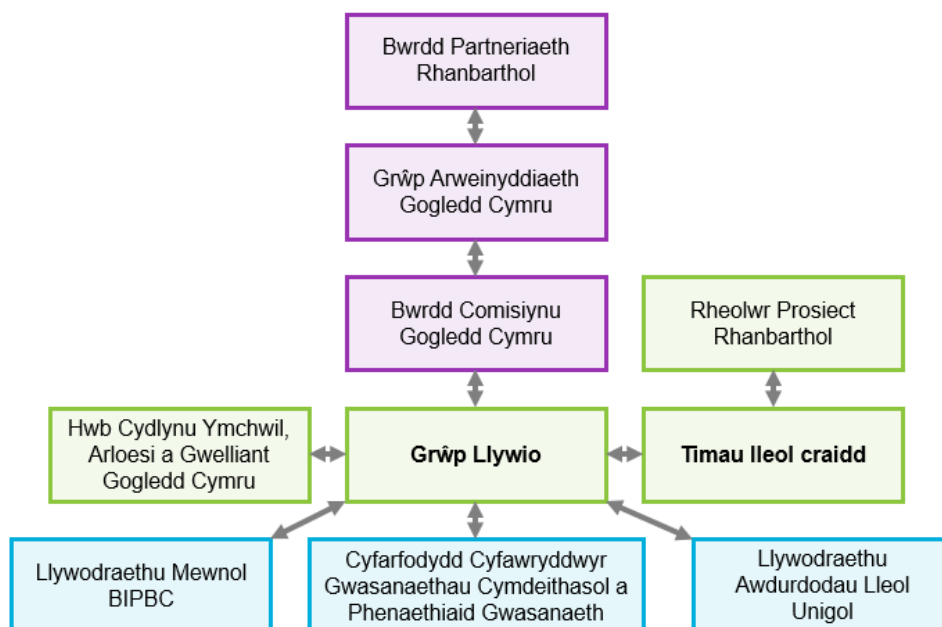 Bwrdd Partneriaeth
Rhanbarthol
Grŵp Arweinyddiaeth
Gogledd Cymru
Bwrdd Comisiynu
Gogledd Cymru
Rheolwr Prosiect
Rhanbarthol
Hwb Cydlynu Ymchwil,
Arloesi a Gwelliant
Gogledd Cymru
Grŵp Llywio
Timau lleol craidd
Llywodraethu Mewnol
BIPBC
Cyfarfodydd Cyfawryddwyr
Gwasanaethau Cymdeithasol a
Phenaethiaid Gwasanaeth
Llywodraethu
Awdurdodau Lleol
Unigol